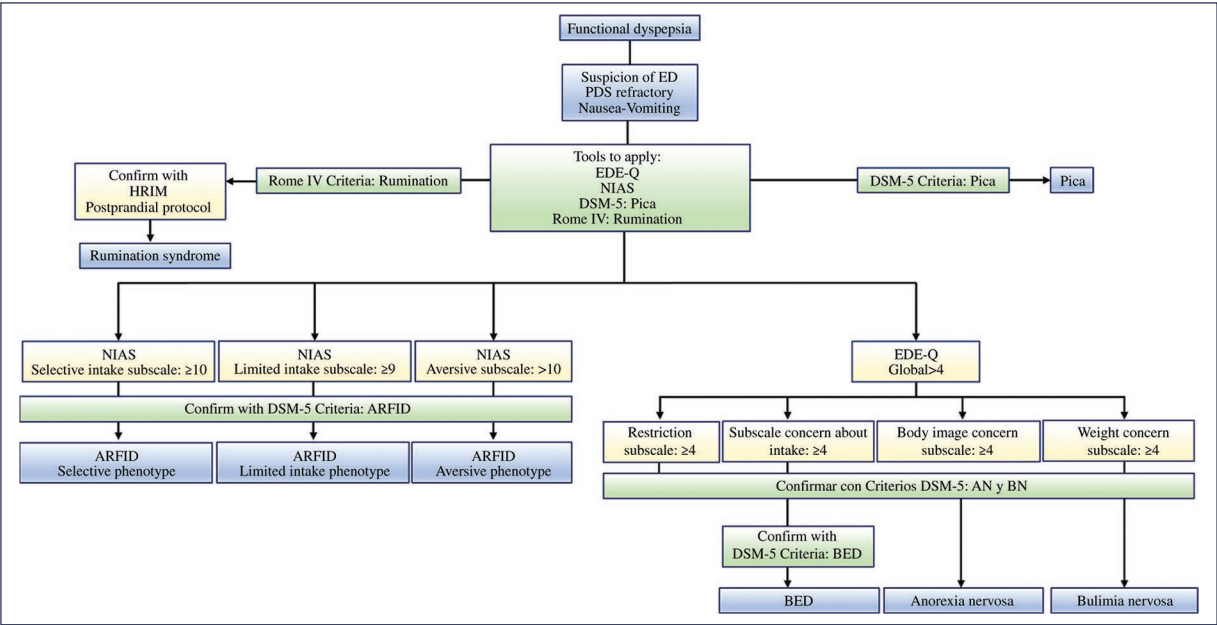 Functional dyspepsia
Suspicion of ED
PDS refractory
Nausea-Vomiting
Tools to apply:
EDE-Q
NIAS
DSM-5: Pica
Rome IV: Rumination
Rome IV Criteria: Rumination
Confirm with
HRIM
Postprandial protocol
Rumination syndrome
DSM-5 Criteria: Pica
Pica
NIAS
Selective intake subscale: ≥10
NIAS
Limited intake subscale: ≥9
NIAS
Aversive subscale: >10
Confirm with DSM-5 Criteria: ARFID
ARFID
Selective phenotype
ARFID
Limited intake phenotype
ARFID
Aversive phenotype
EDE-Q
Global>4
Restriction
subscale: ≥4
Subscale concern about
intake: ≥4
Body image concern
subscale: ≥4
Weight concern
subscale: ≥4
Confirmar con Criterios DSM-5: AN y BN
Confirm with
DSM-5 Criteria: BED
BED
Anorexia nervosa
Bulimia nervosa